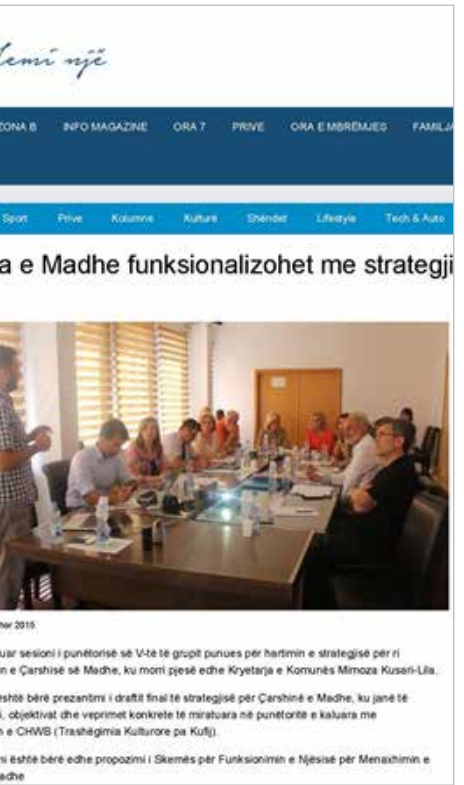 jemi një
ZONA B INFO MAGAZINE ORA 7 PRIVE ORA E MBRËMJES FAMILJA
Sport Prive Kolumne Kulturë Shëndet Lifestyle Tech & Auto
a e Madhe funksionalizohet me strategji
tor 2015
uar sesioni i punëtorisë së V-të të grupit punues për hartimin e strategjisë për ri
n e Çarshisë së Madhe, ku morri pjesë edhe Kryetarja e Komunës Mimoza Kusari-Lila.
është bërë prezantimi i draftit final të strategjisë për Çarshinë e Madhe, ku janë të
i, objektivat dhe veprimet konkrete të miratuara në punëtoritë e kaluara me
n e CHWB (Trashëgimia Kulturore pa Kufij).
ni është bërë edhe propozimi i Skemës për Funksionimin e Njësisë për Menaxhimin e
adhe